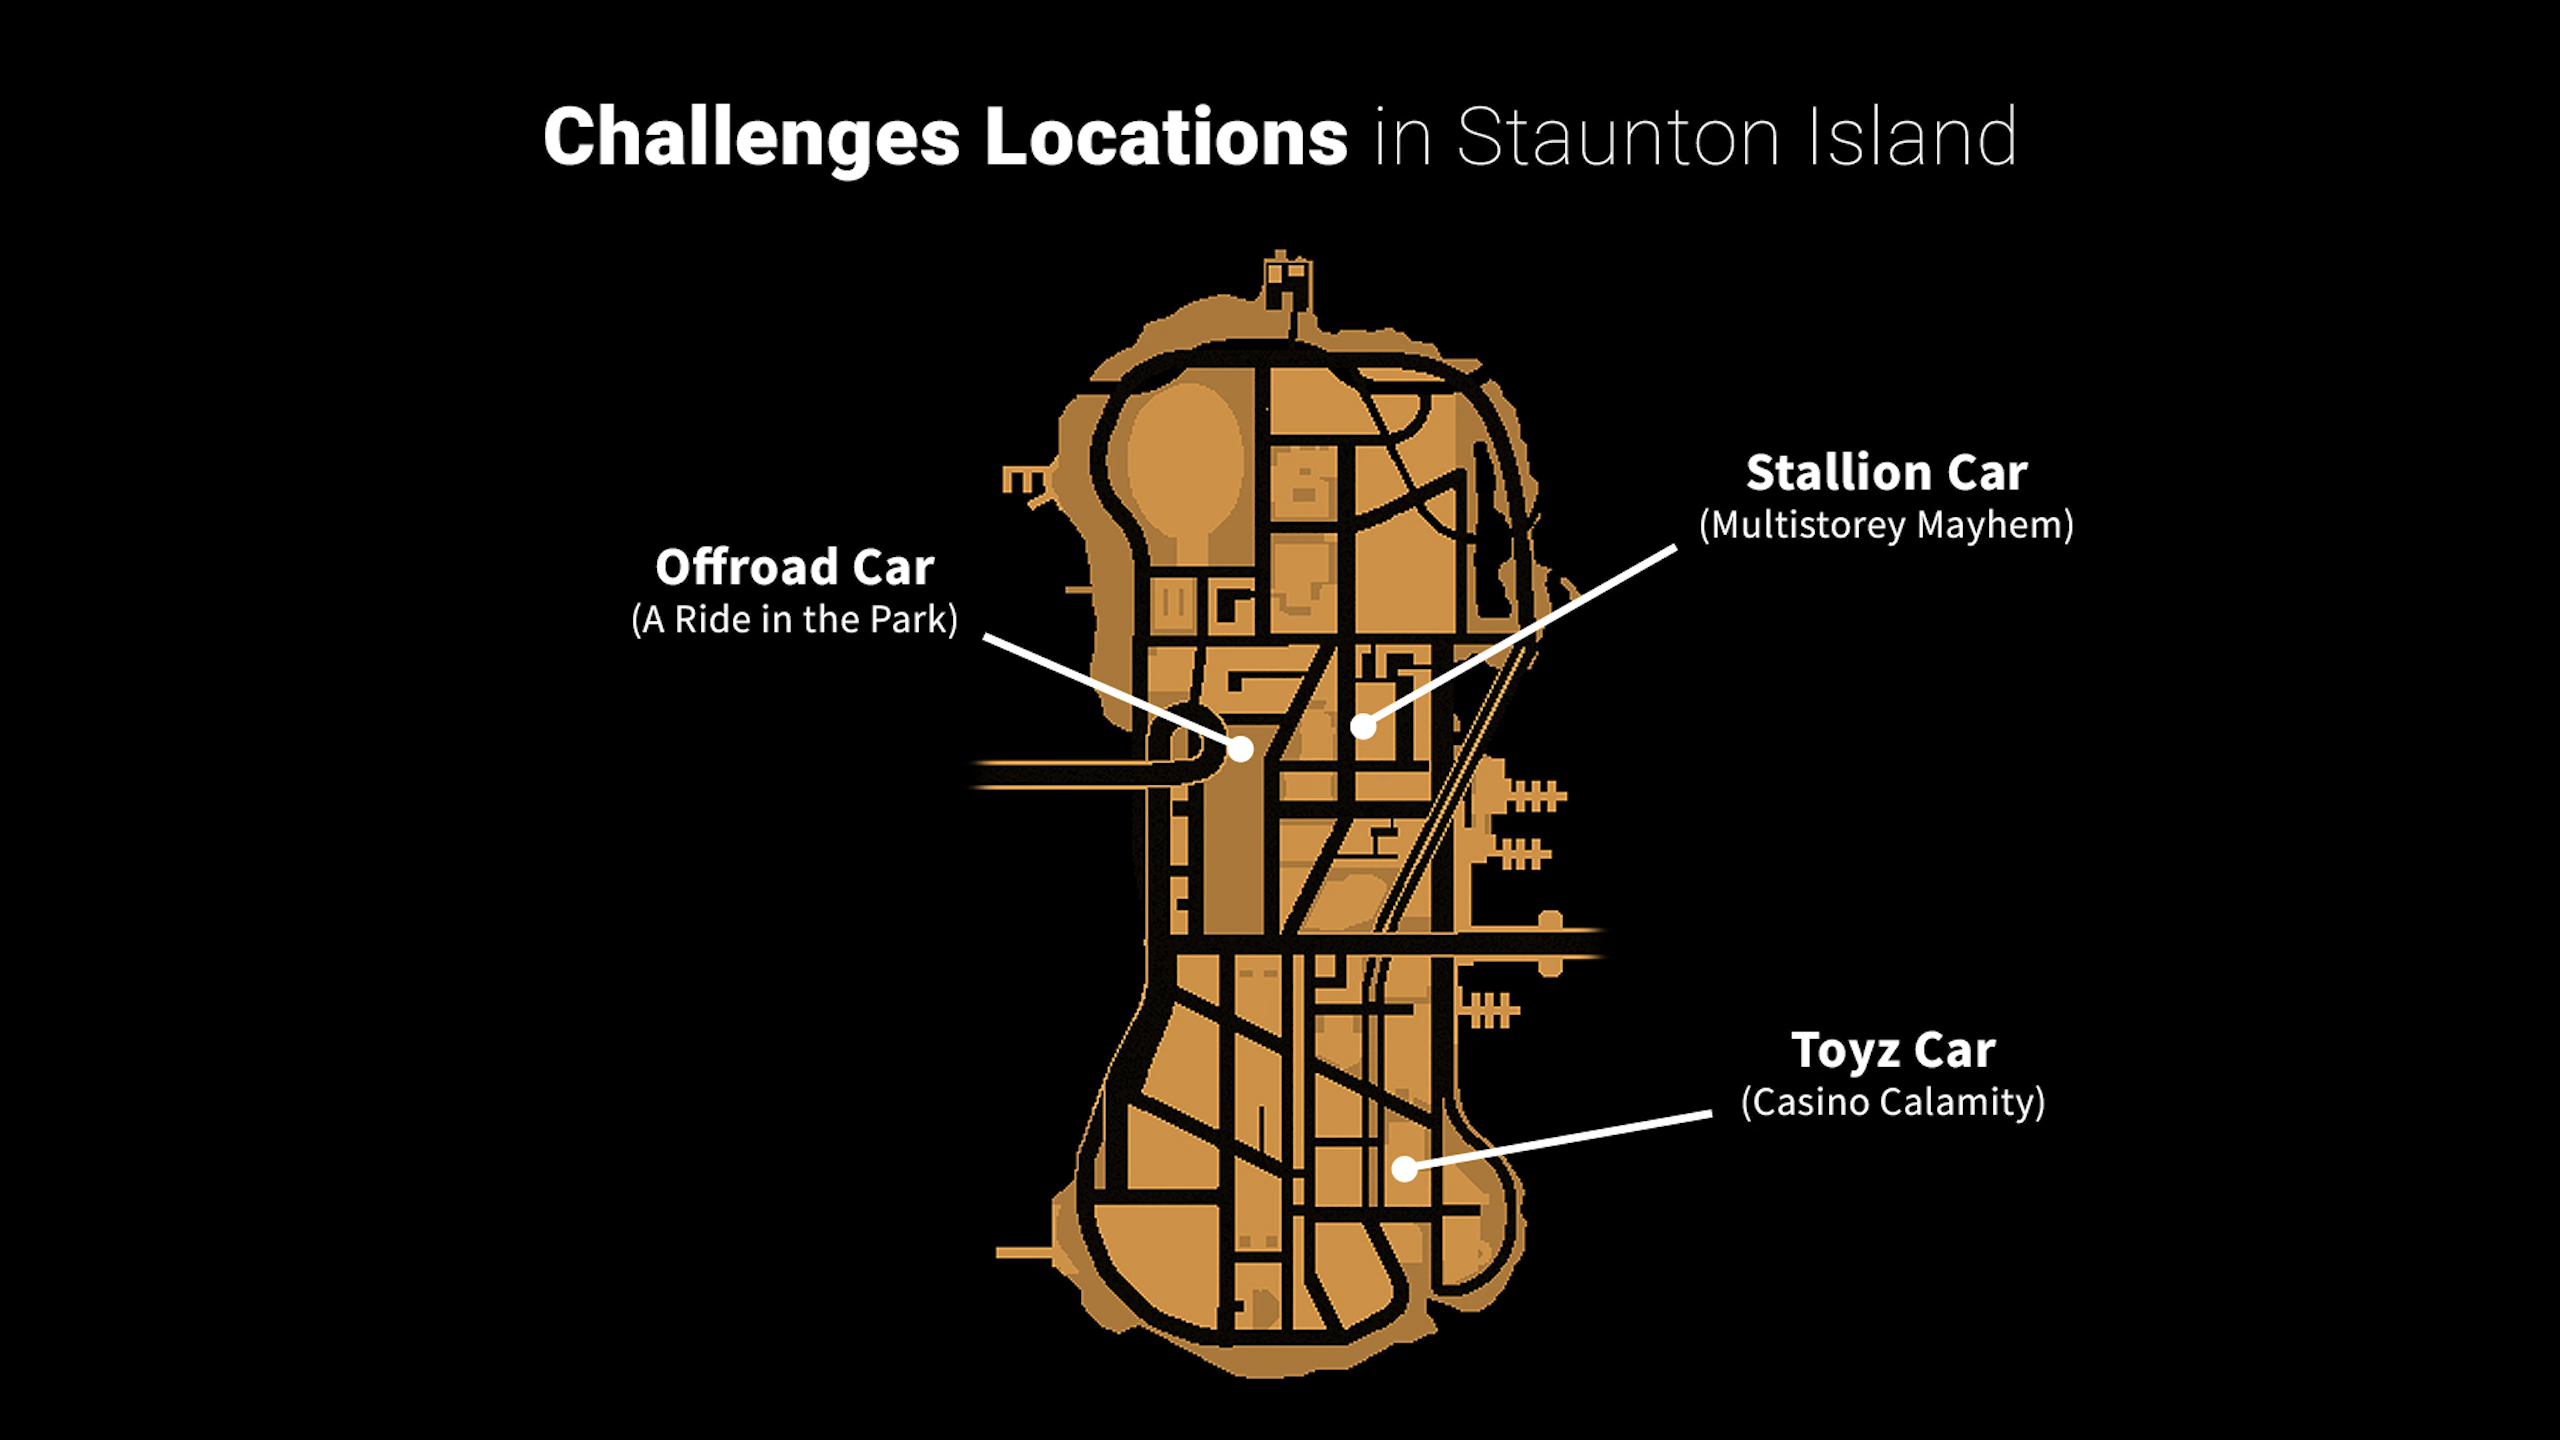 Challenges Locations in Staunton Island
Stallion Car
(Multistorey Mayhem)
Offroad Car
(A Ride in the Park)
Toyz Car
(Casino Calamity)